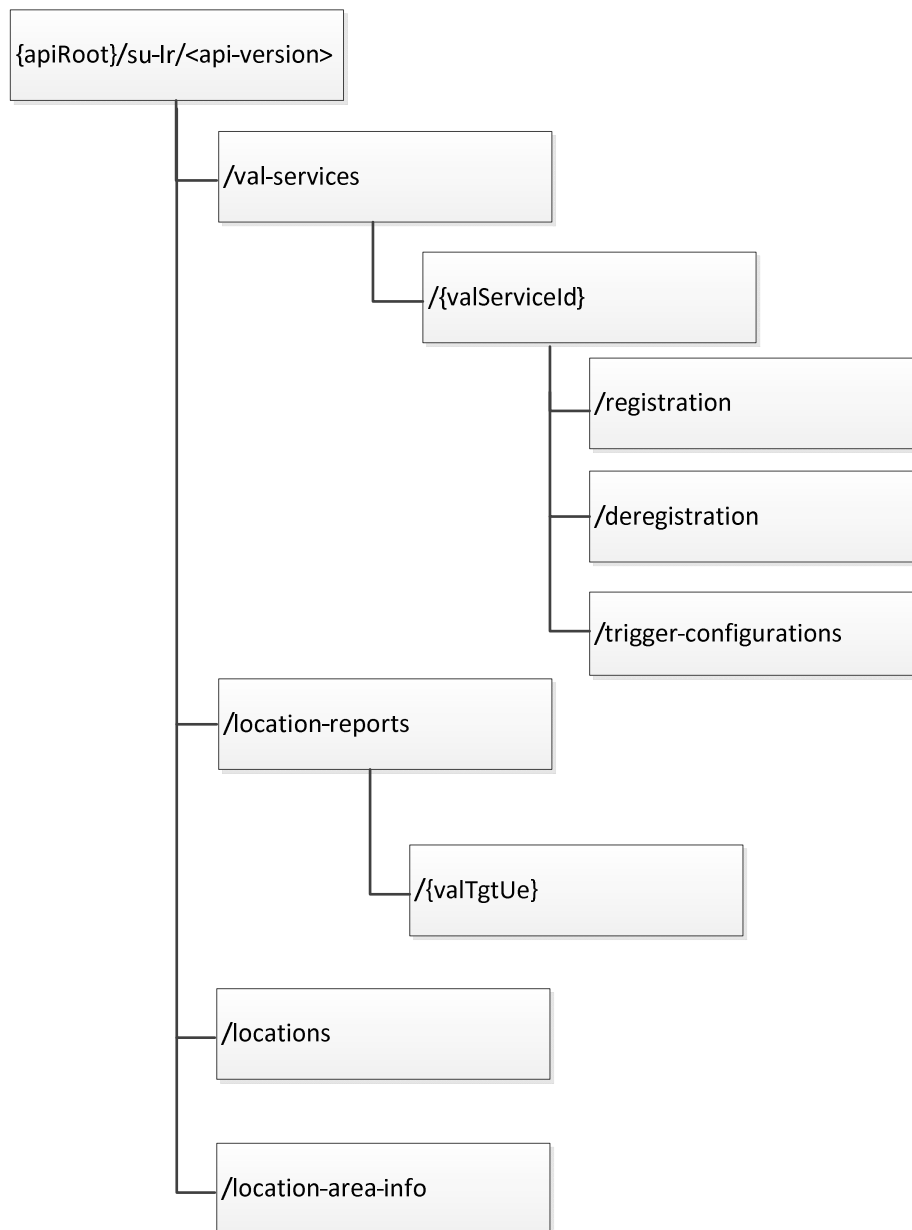 {apiRoot}/su-lr/<api-version>
/val-services
/{valServiceId}
/registration
/deregistration
/trigger-configurations
/location-reports
/{valTgtUe}
/locations
/location-area-info